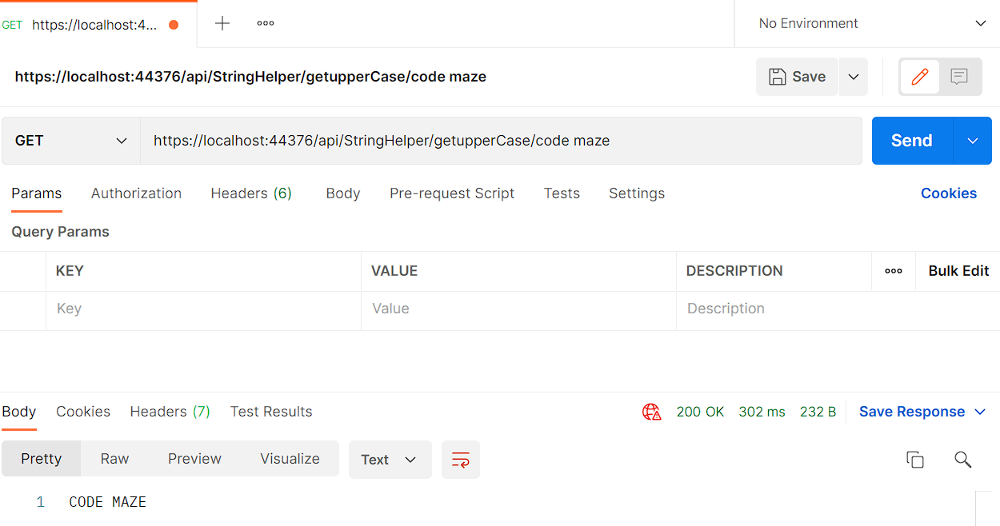 GET https://localhost:4... No Environment
https://localhost:44376/api/StringHelper/getupperCase/code maze Save
GET https://localhost:44376/api/StringHelper/getupperCase/code maze Send
Params Authorization Headers (6) Body Pre-request Script Tests Settings Cookies
Query Params
KEY VALUE DESCRIPTION Bulk Edit
Key Value Description
Body Cookies Headers (7) Test Results 200 OK 302 ms 232 B Save Response
Pretty Raw Preview Visualize Text
1 CODE MAZE